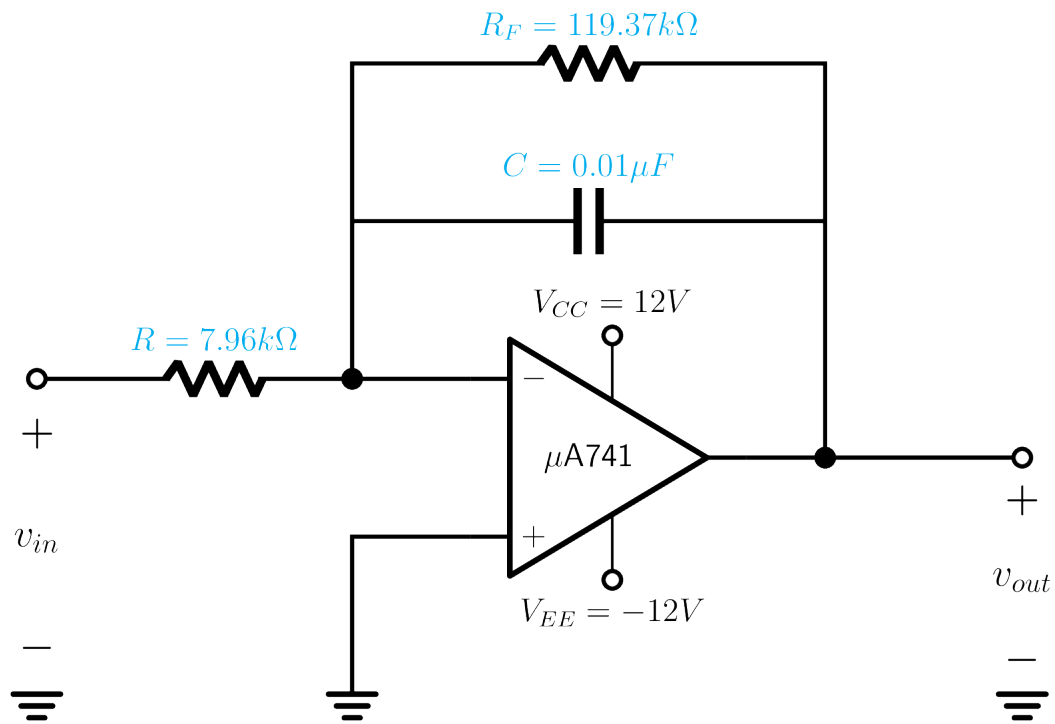 R_F = 119.37kΩ
C = 0.01μF
V_CC = 12V
R = 7.96kΩ
−
+
μA741
+
+
v_in
v_out
V_EE = −12V
−
−